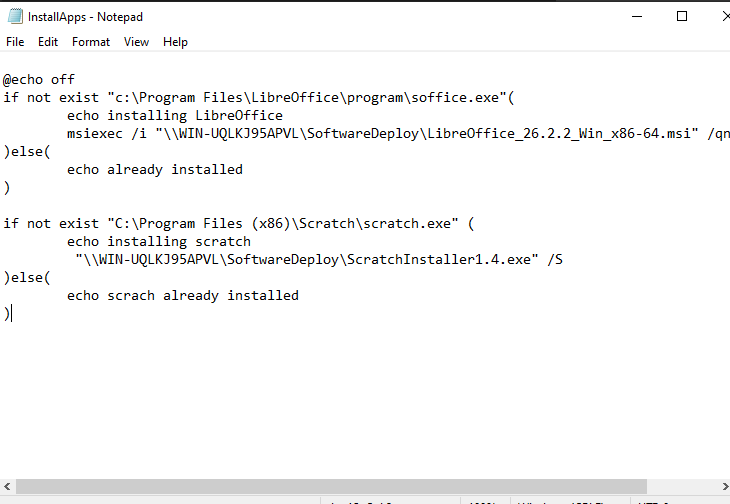 InstallApps - Notepad
File Edit Format View Help
@echo off
if not exist "c:\Program Files\LibreOffice\program\soffice.exe"(
echo installing LibreOffice
msiexec /i "\\WIN-UQLKJ95APVL\SoftwareDeploy\LibreOffice_26.2.2_Win_x86-64.msi" /qn
)else(
echo already installed
)
if not exist "C:\Program Files (x86)\Scratch\scratch.exe" (
echo installing scratch
"\\WIN-UQLKJ95APVL\SoftwareDeploy\ScratchInstaller1.4.exe" /S
)else(
echo scrach already installed
)